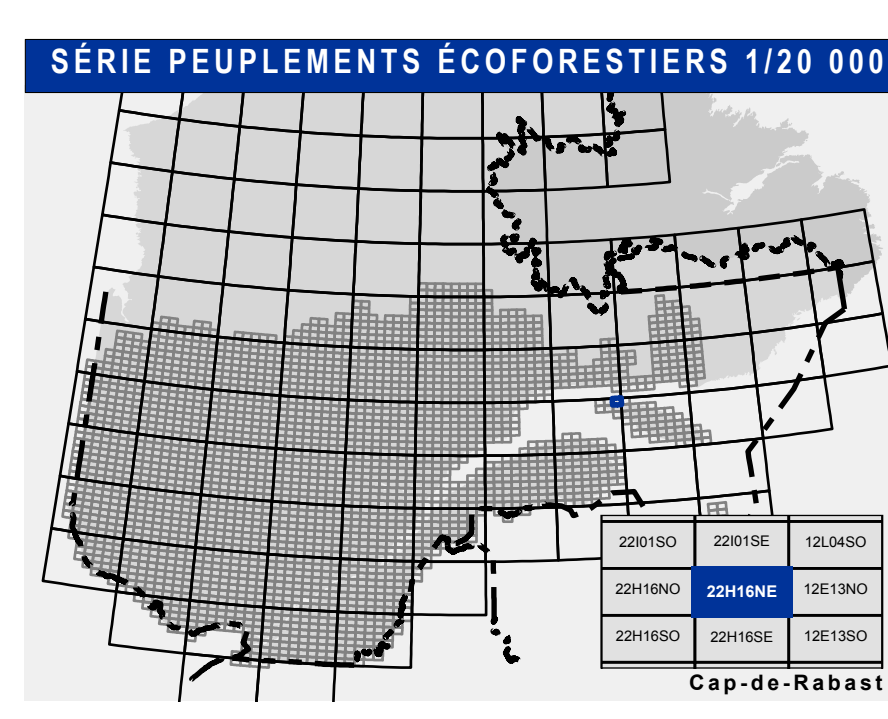 SÉRIE PEUPLEMENTS ÉCOFORESTIERS 1/20 000
22I01SO 22I01SE 12L04SO
22H16NO 22H16NE 12E13NO
22H16SO 22H16SE 12E13SO
Cap-de-Rabast